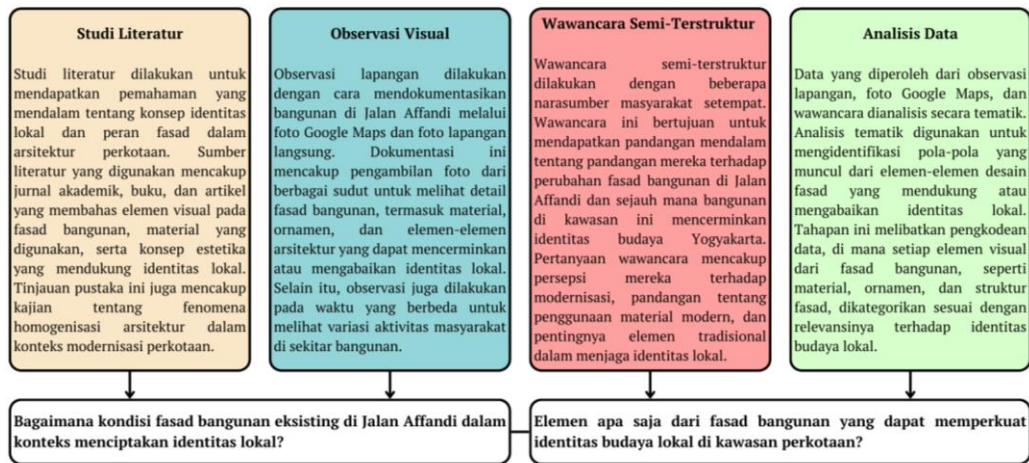 Studi Literatur
Studi literatur dilakukan untuk
mendapatkan pemahaman yang
mendalam tentang konsep identitas
lokal dan peran fasad dalam
arsitektur perkotaan. Sumber
literatur yang digunakan mencakup
jurnal akademik, buku, dan artikel
yang membahas elemen visual pada
fasad bangunan, material yang
digunakan, serta konsep estetika
yang mendukung identitas lokal.
Tinjauan pustaka ini juga mencakup
kajian tentang fenomena
homogenisasi arsitektur dalam
konteks modernisasi perkotaan.
Observasi Visual
Observasi lapangan dilakukan
dengan cara mendokumentasikan
bangunan di Jalan Affandi melalui
foto Google Maps dan foto lapangan
langsung. Dokumentasi ini
mencakup pengambilan foto dari
berbagai sudut untuk melihat detail
fasad bangunan, termasuk material,
ornamen, dan elemen-elemen
arsitektur yang dapat mencerminkan
atau mengabaikan identitas lokal.
Selain itu, observasi juga dilakukan
pada waktu yang berbeda untuk
melihat variasi aktivitas masyarakat
di sekitar bangunan.
Wawancara Semi-Terstruktur
Wawancara semi-terstruktur
dilakukan dengan beberapa
narasumber masyarakat setempat.
Wawancara ini bertujuan untuk
mendapatkan pandangan mendalam
tentang pandangan mereka terhadap
perubahan fasad bangunan di Jalan
Affandi dan sejauh mana bangunan
di kawasan ini mencerminkan
identitas budaya Yogyakarta.
Pertanyaan wawancara mencakup
persepsi mereka terhadap
modernisasi, pandangan tentang
penggunaan material modern, dan
pentingnya elemen tradisional
dalam menjaga identitas lokal.
Analisis Data
Data yang diperoleh dari observasi
lapangan, foto Google Maps, dan
wawancara dianalisis secara tematik.
Analisis tematik digunakan untuk
mengidentifikasi pola-pola yang
muncul dari elemen-elemen desain
fasad yang mendukung atau
mengabaikan identitas lokal.
Tahapan ini melibatkan pengkodean
data, di mana setiap elemen visual
dari fasad bangunan, seperti
material, ornamen, dan struktur
fasad, dikategorikan sesuai dengan
relevansinya terhadap identitas
budaya lokal.
Bagaimana kondisi fasad bangunan eksisting di Jalan Affandi dalam
konteks menciptakan identitas lokal?
Elemen apa saja dari fasad bangunan yang dapat memperkuat
identitas budaya lokal di kawasan perkotaan?